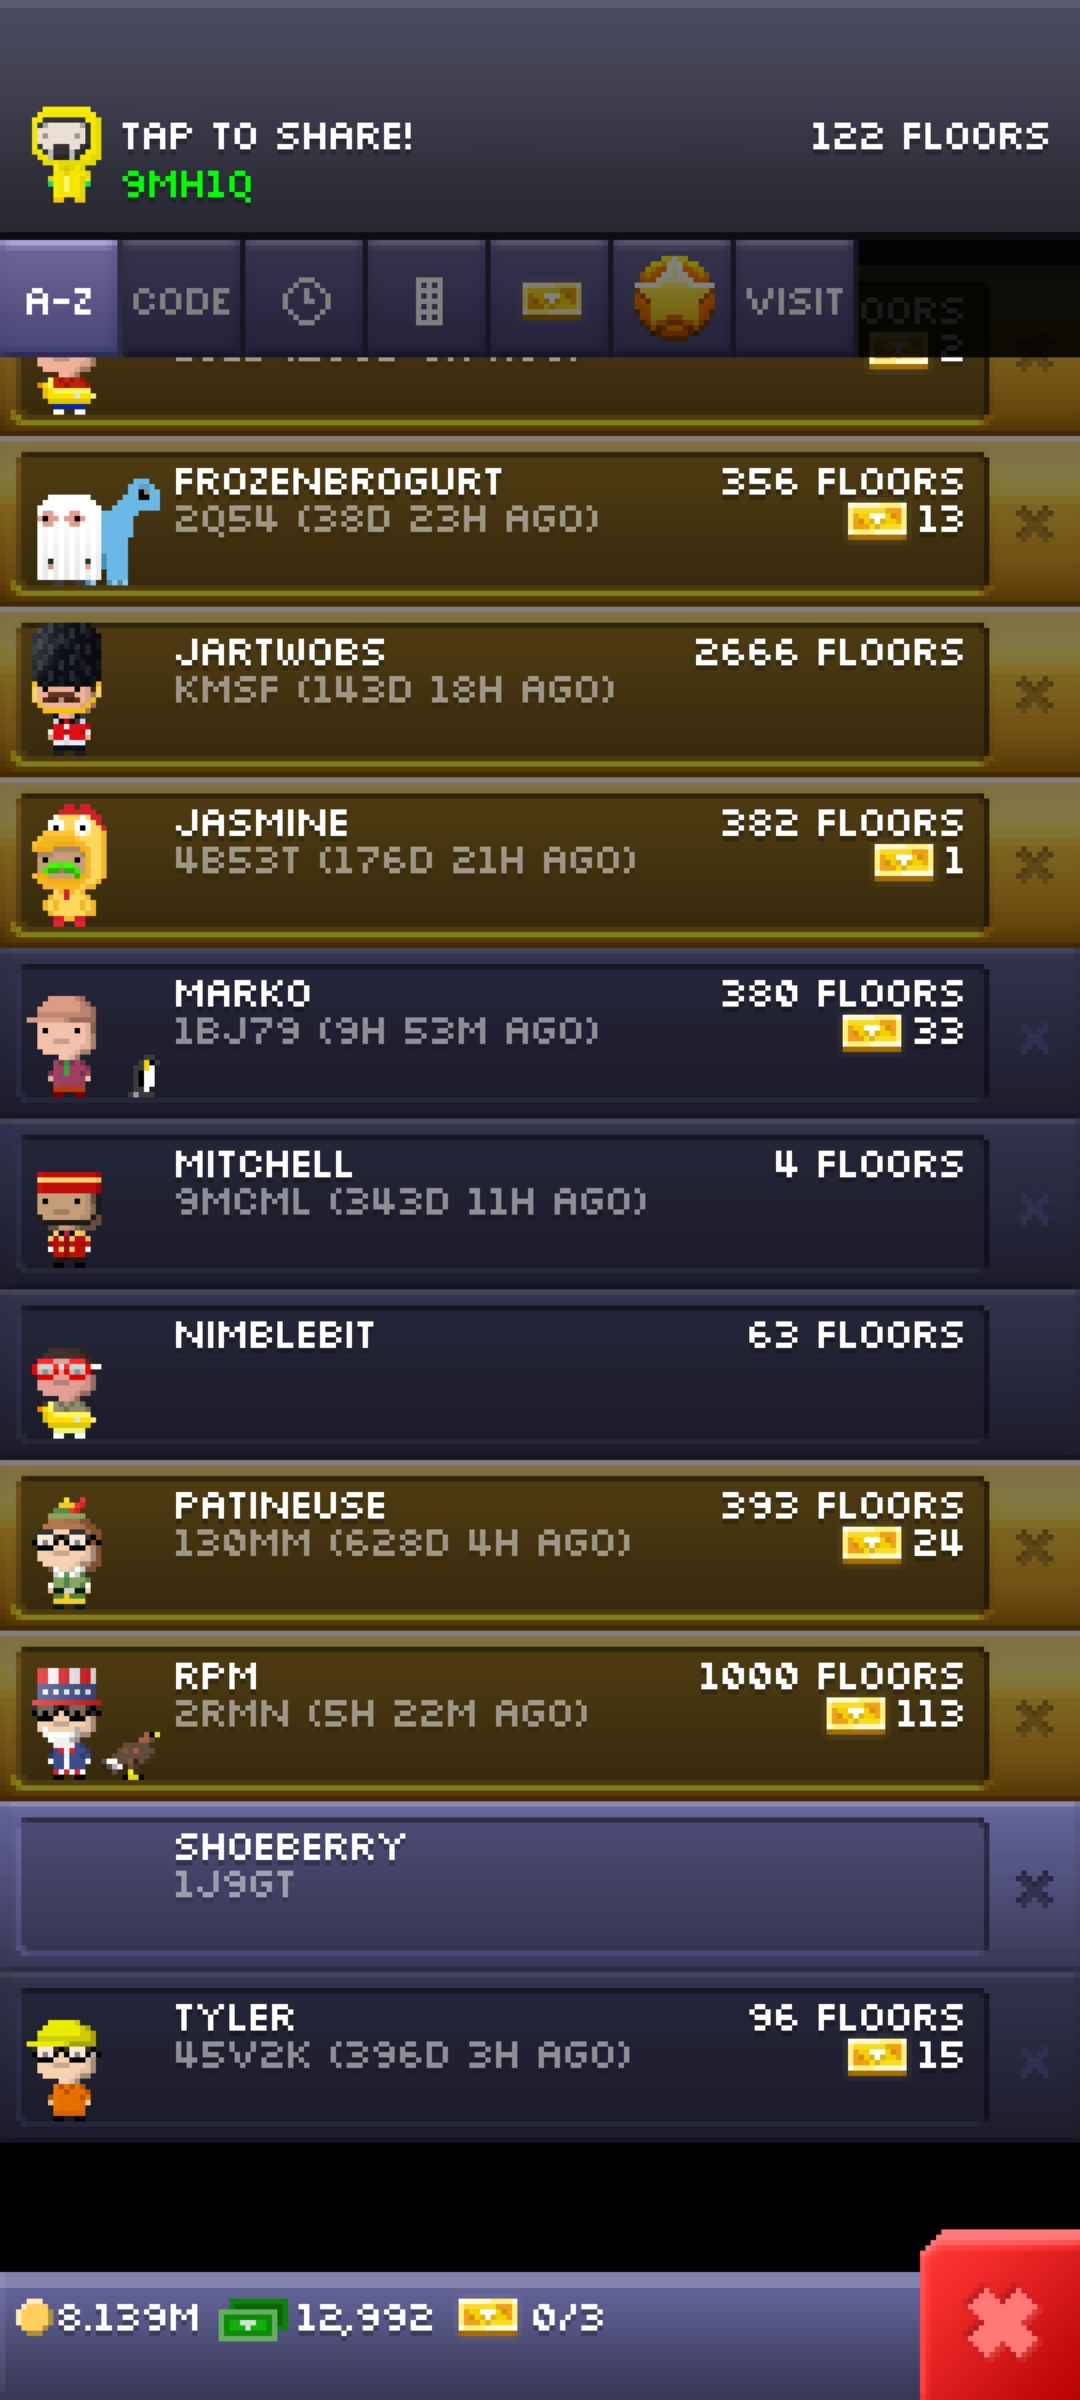 TAP TO SHARE!
122 FLOORS
9MH1Q
A-Z
CODE
VISIT
2
FROZENBROGURT
356 FLOORS
2Q54 (38D 23H AGO)
13
JARTWOBS
2666 FLOORS
KMSF (143D 18H AGO)
JASMINE
382 FLOORS
4B53T (176D 21H AGO)
1
MARKO
380 FLOORS
1BJ79 (9H 53M AGO)
33
MITCHELL
4 FLOORS
9MCML (343D 11H AGO)
NIMBLEBIT
63 FLOORS
PATINEUSE
393 FLOORS
130MM (628D 4H AGO)
24
RPM
1000 FLOORS
2RMN (5H 22M AGO)
113
SHOEBERRY
1J9GT
TYLER
96 FLOORS
45V2K (396D 3H AGO)
15
8.139M
12,992
0/3